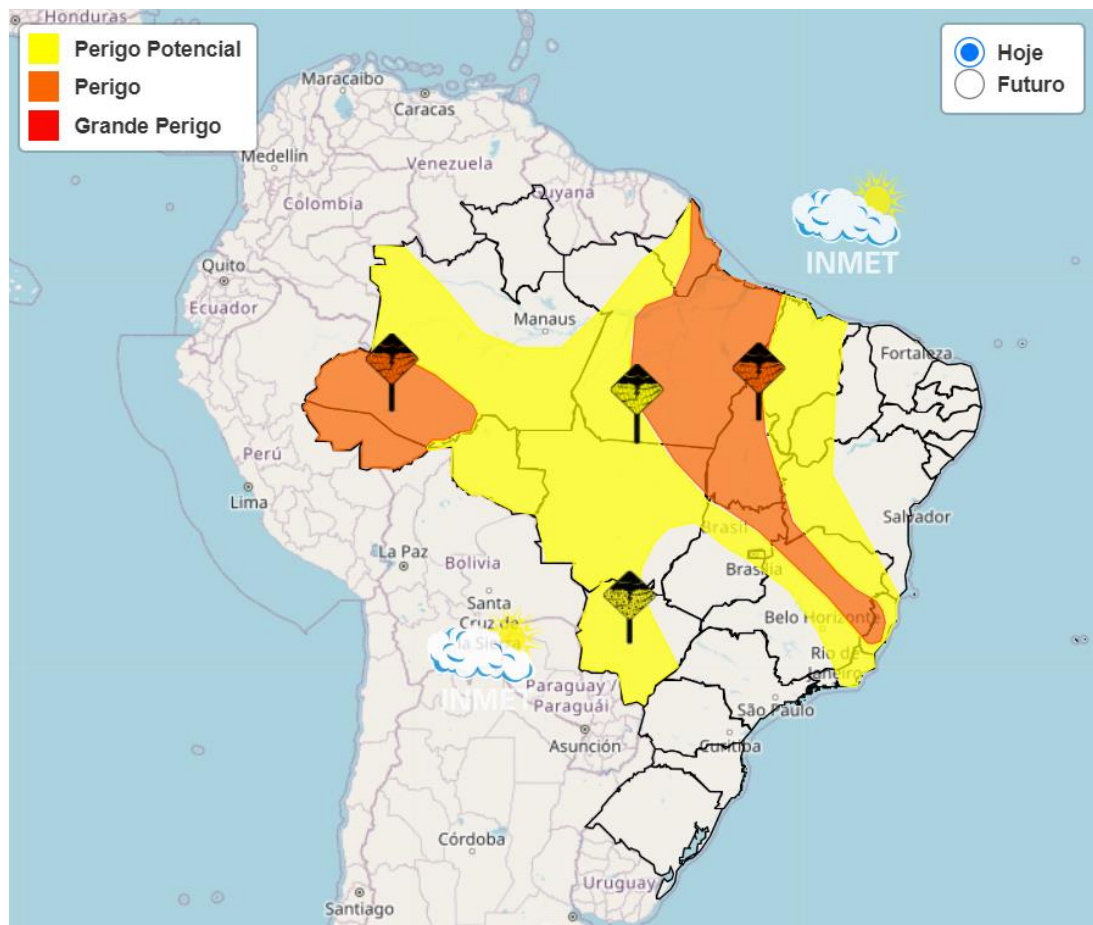 Honduras
Perigo Potencial
Perigo
Grande Perigo
Hoje
Futuro
Maracaibo
Caracas
Medellín
Venezuela
Guyana
Colombia
INMET
Quito
Ecuador
Manaus
Fortaleza
Perú
Lima
Salvador
Brasil
La Paz
Bolivia
Brasília
Santa
Cruz de
la Sierra
Belo Horizonte
INMET
Rio de
Janeiro
Paraguay /
Paraguái
São Paulo
Asunción
Curitiba
Córdoba
Uruguay
Santiago